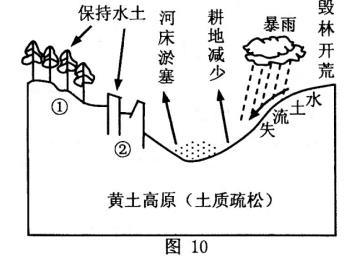 保持水土
河床淤塞
耕地减少
暴雨
毁林开荒
①
②
水土流失
黄土高原（土质疏松）
图 10